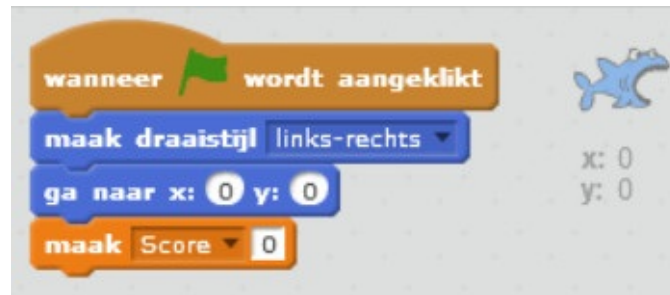 wanneer wordt aangeklikt
maak draaistijl links-rechts
ga naar x: 0 y: 0
maak Score 0
x: 0
y: 0